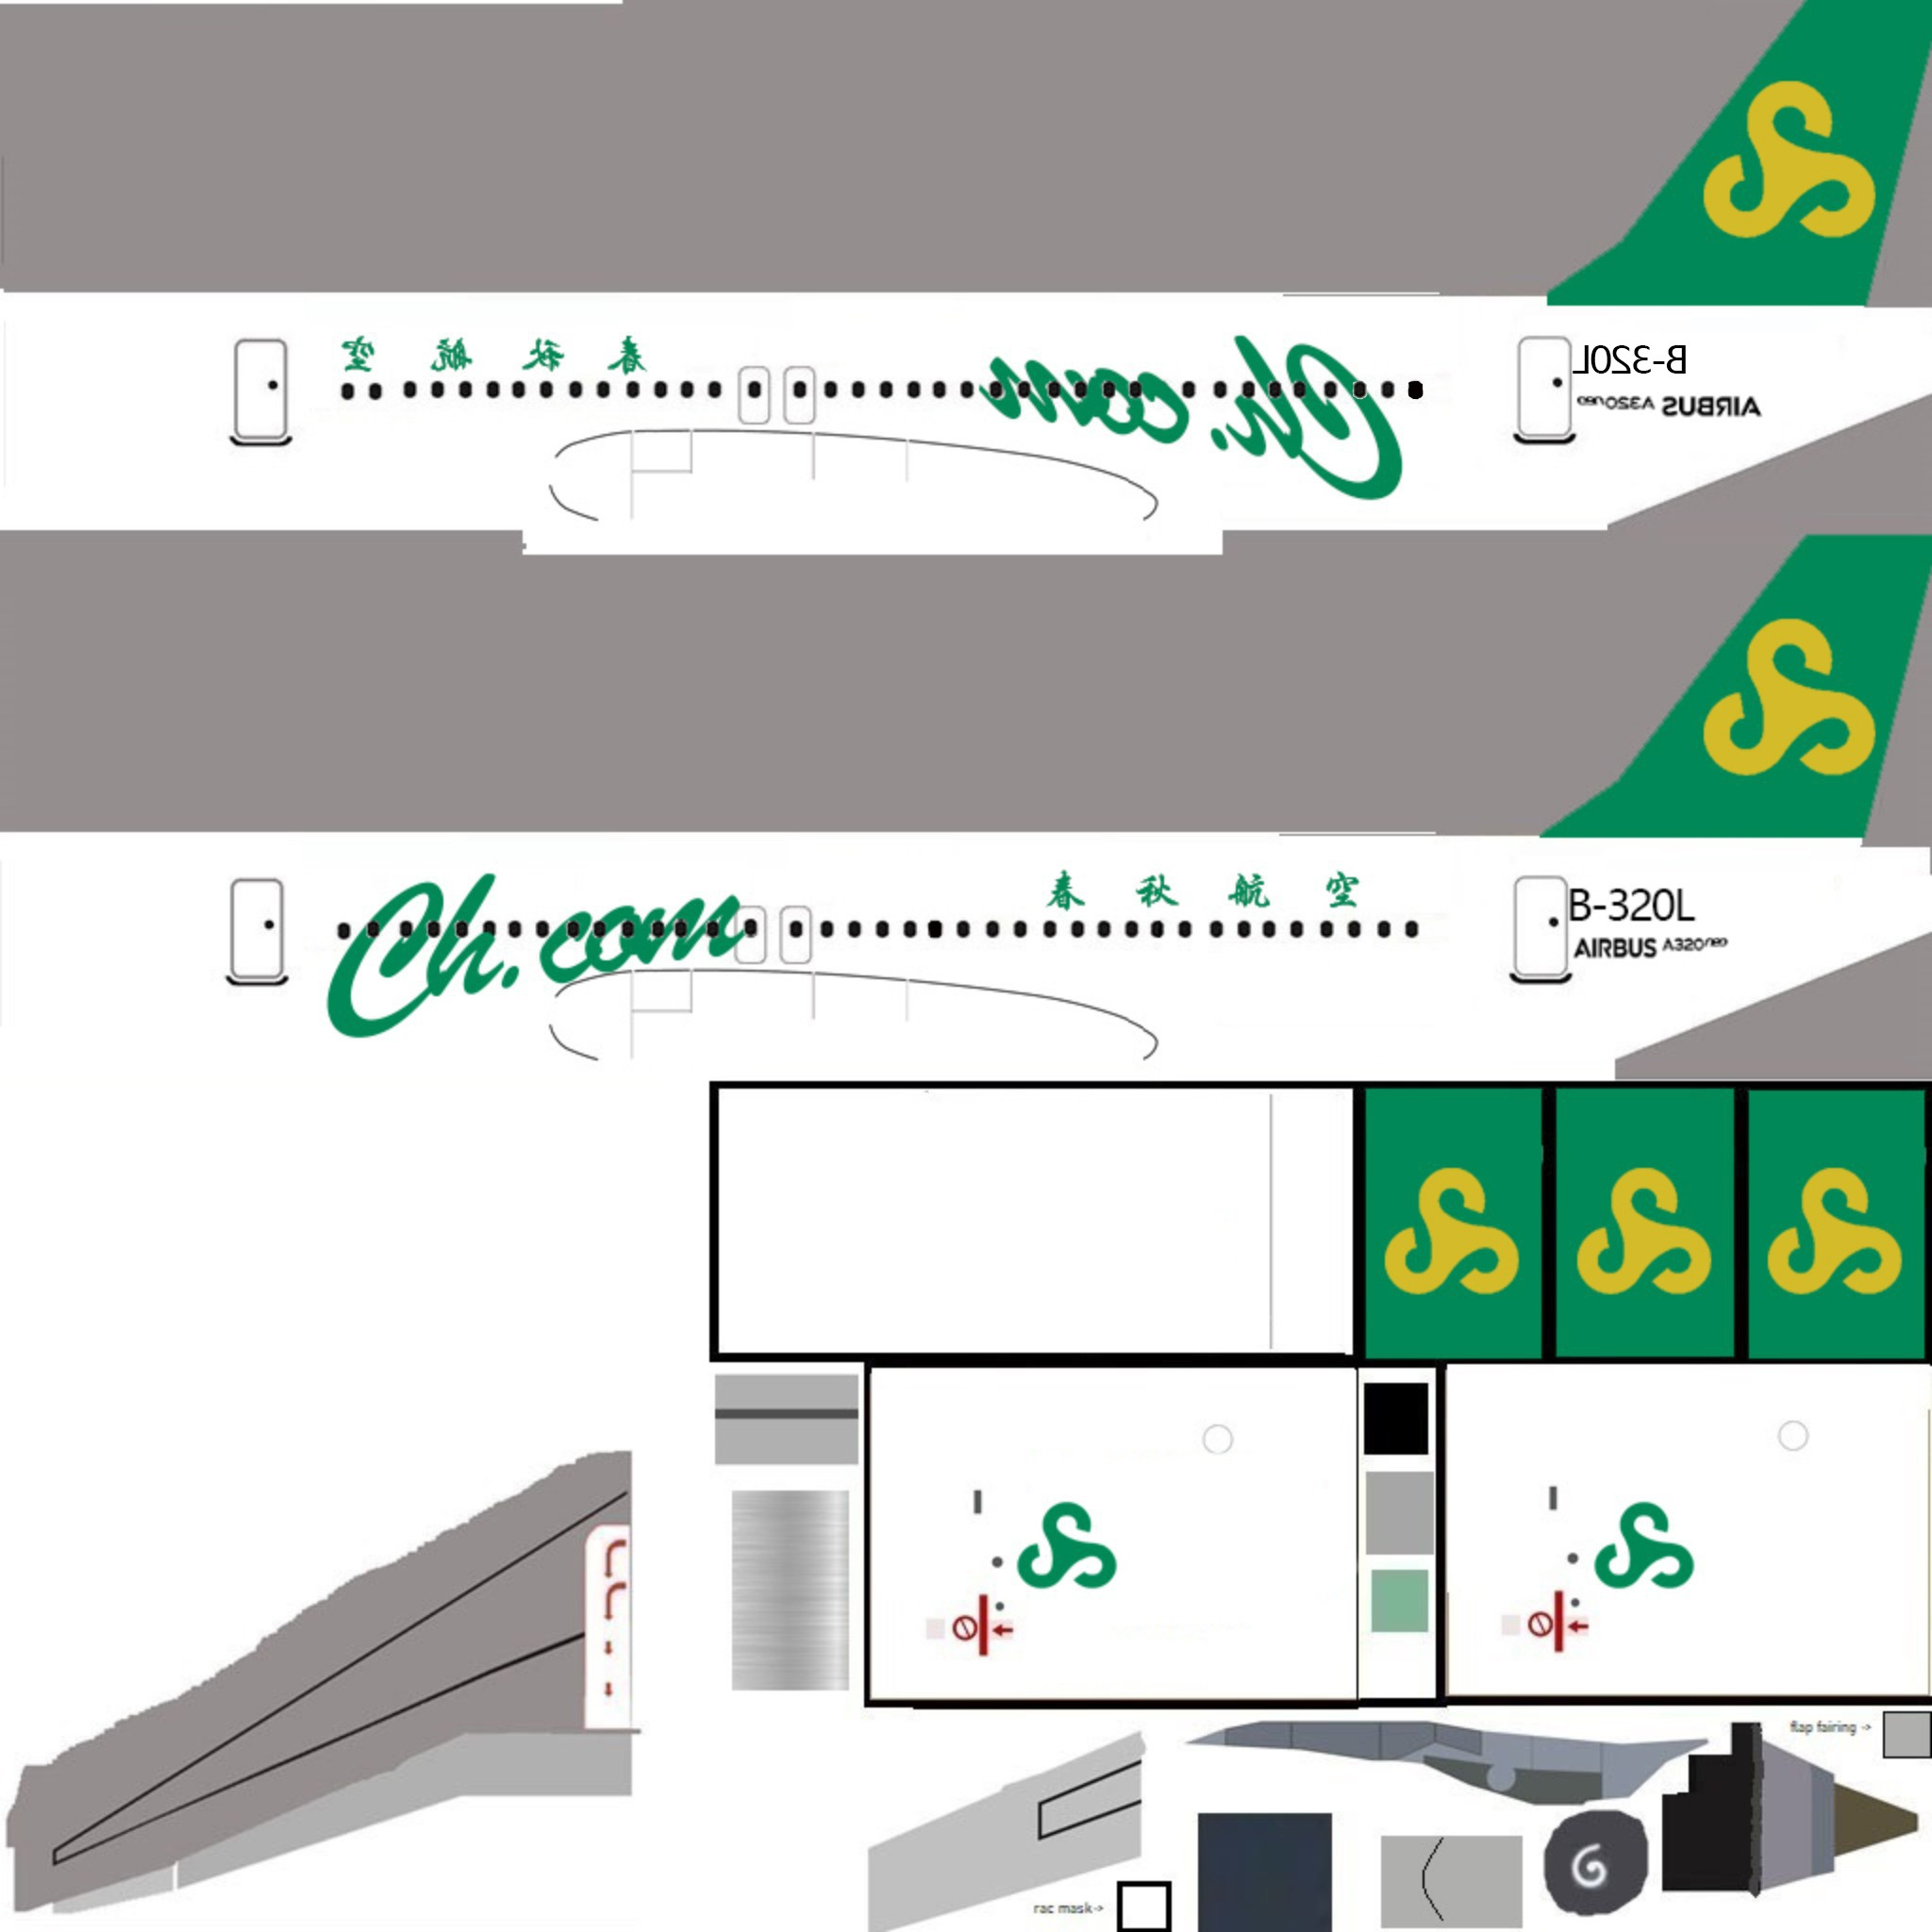 春 秋 航 空
Ch.com
B-320L
AIRBUS A320neo
Ch.com
春 秋 航 空
B-320L
AIRBUS A320neo
flap fairing ->
rac mask->